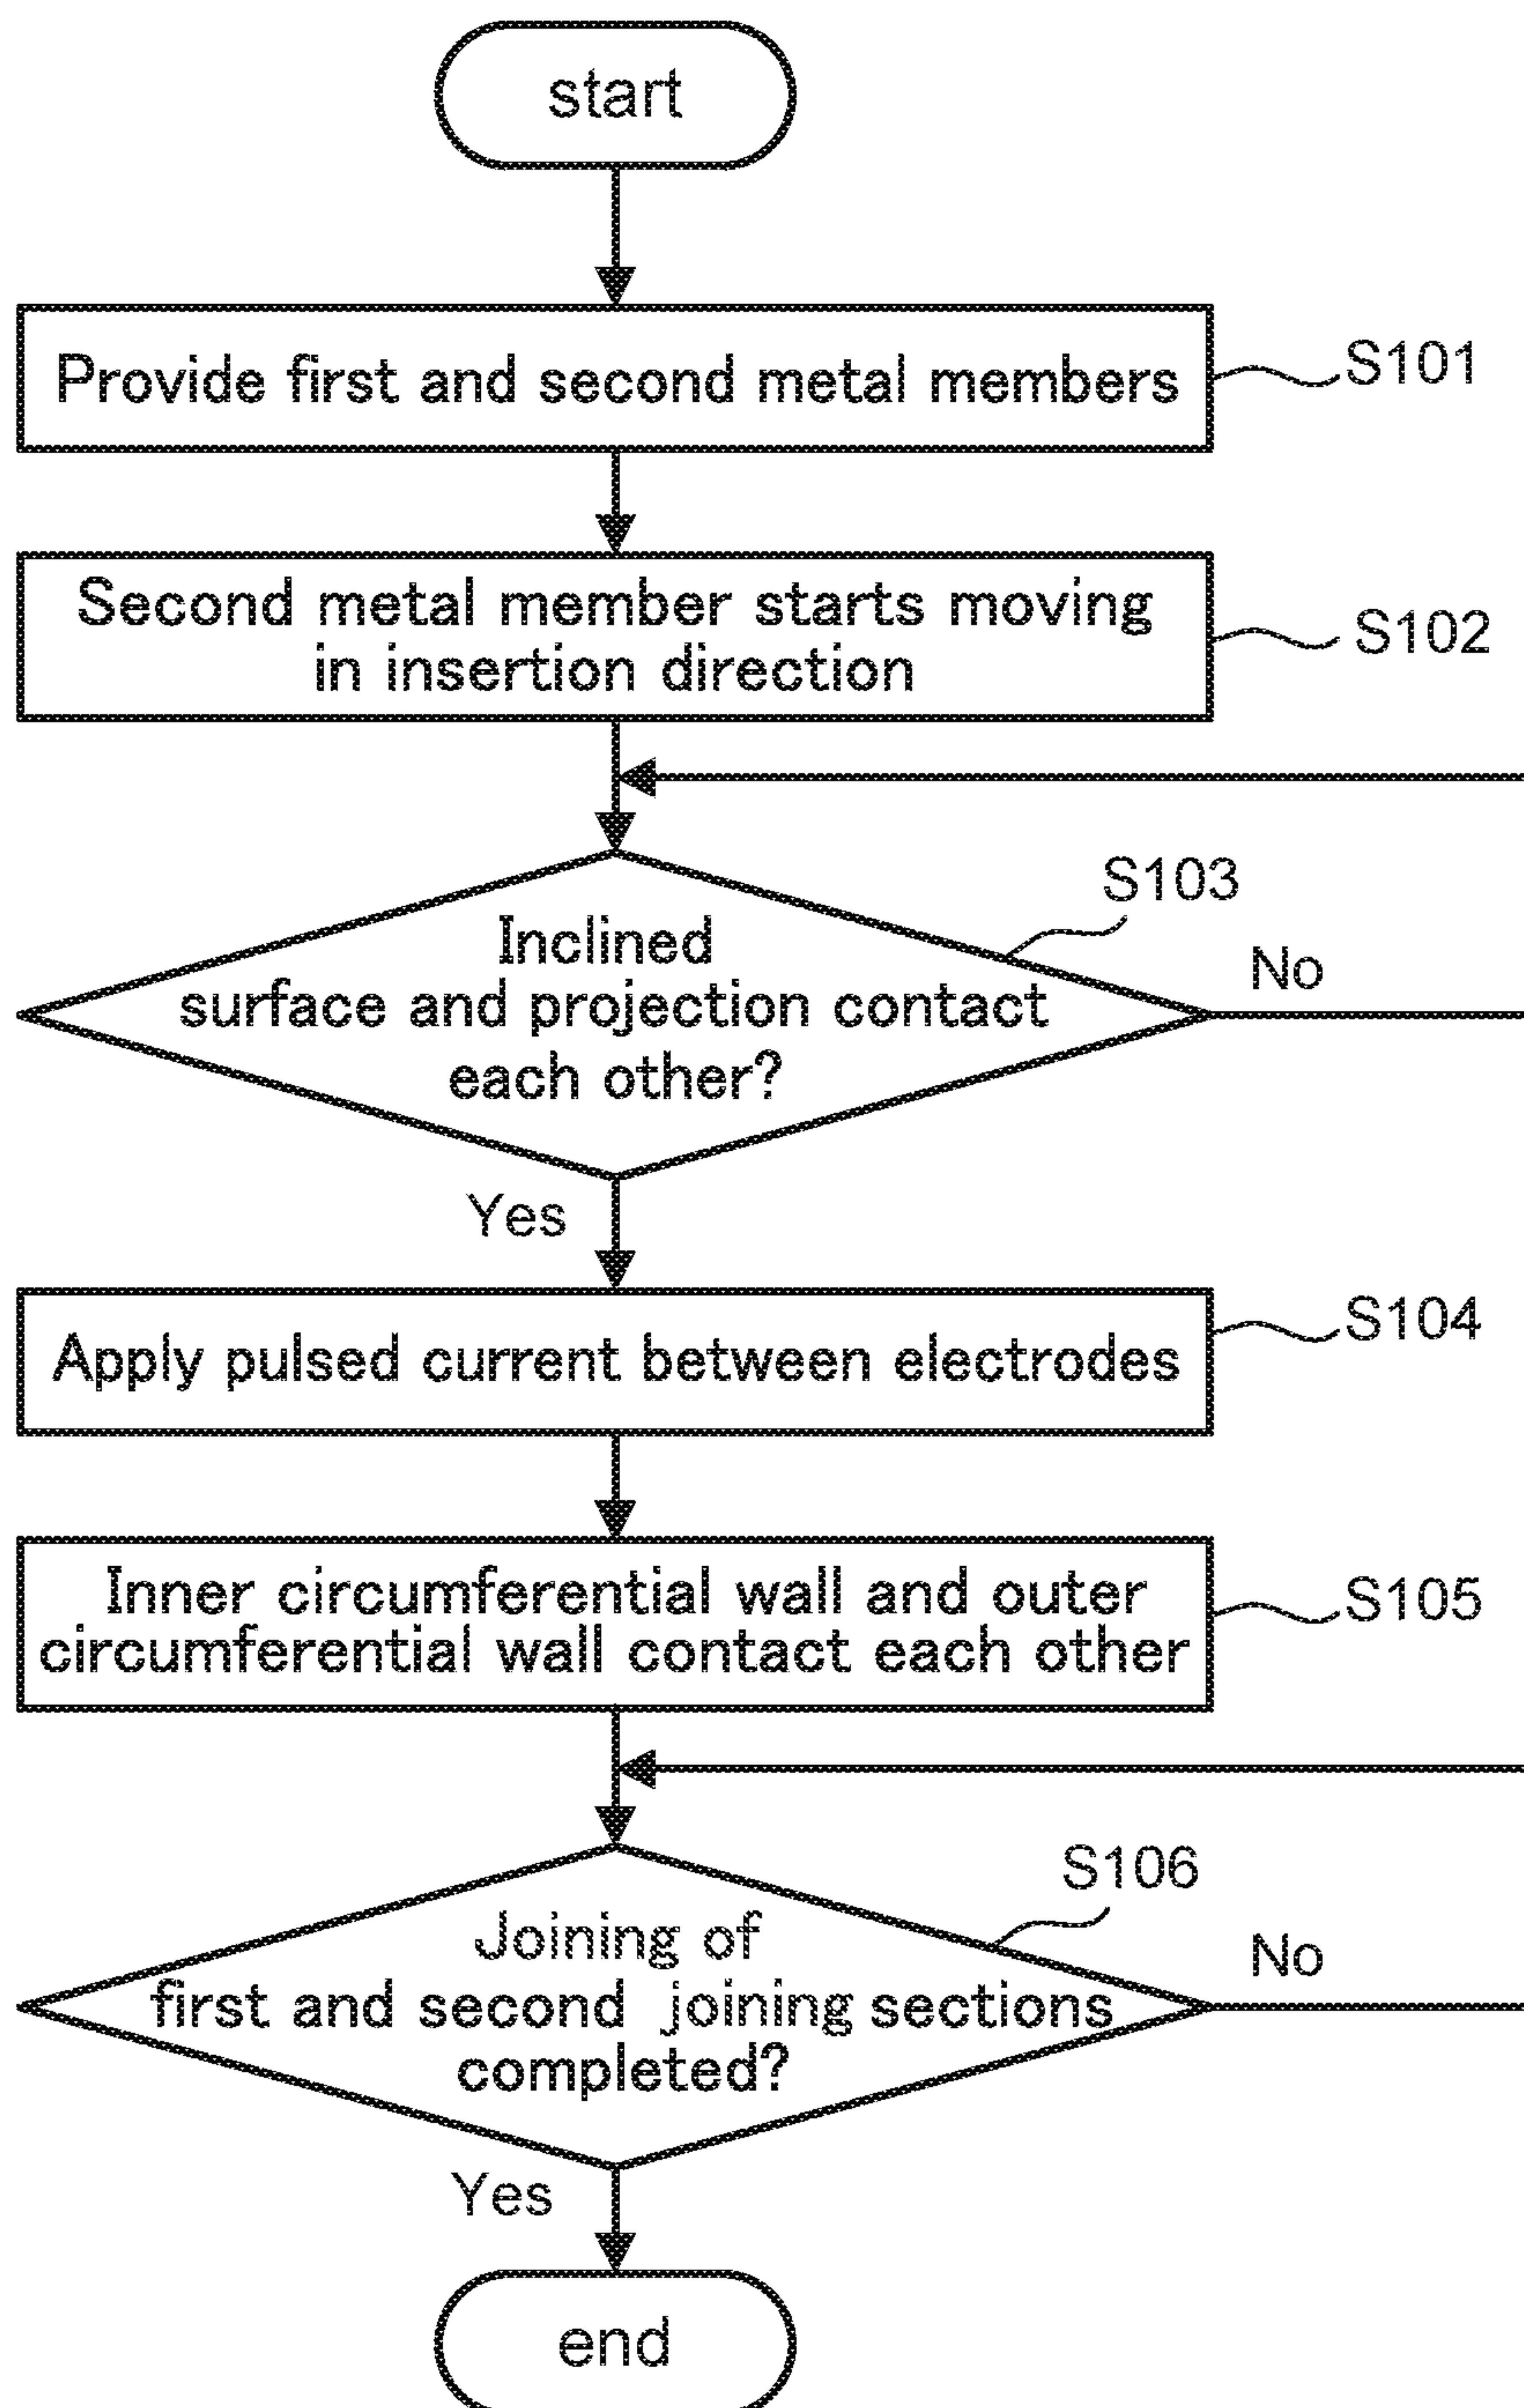 start
Provide first and second metal members
S101
Second metal member starts moving
in insertion direction
S102
S103
Inclined
surface and projection contact
each other?
No
Yes
Apply pulsed current between electrodes
S104
Inner circumferential wall and outer
circumferential wall contact each other
S105
S106
Joining of
first and second joining sections
completed?
No
Yes
end